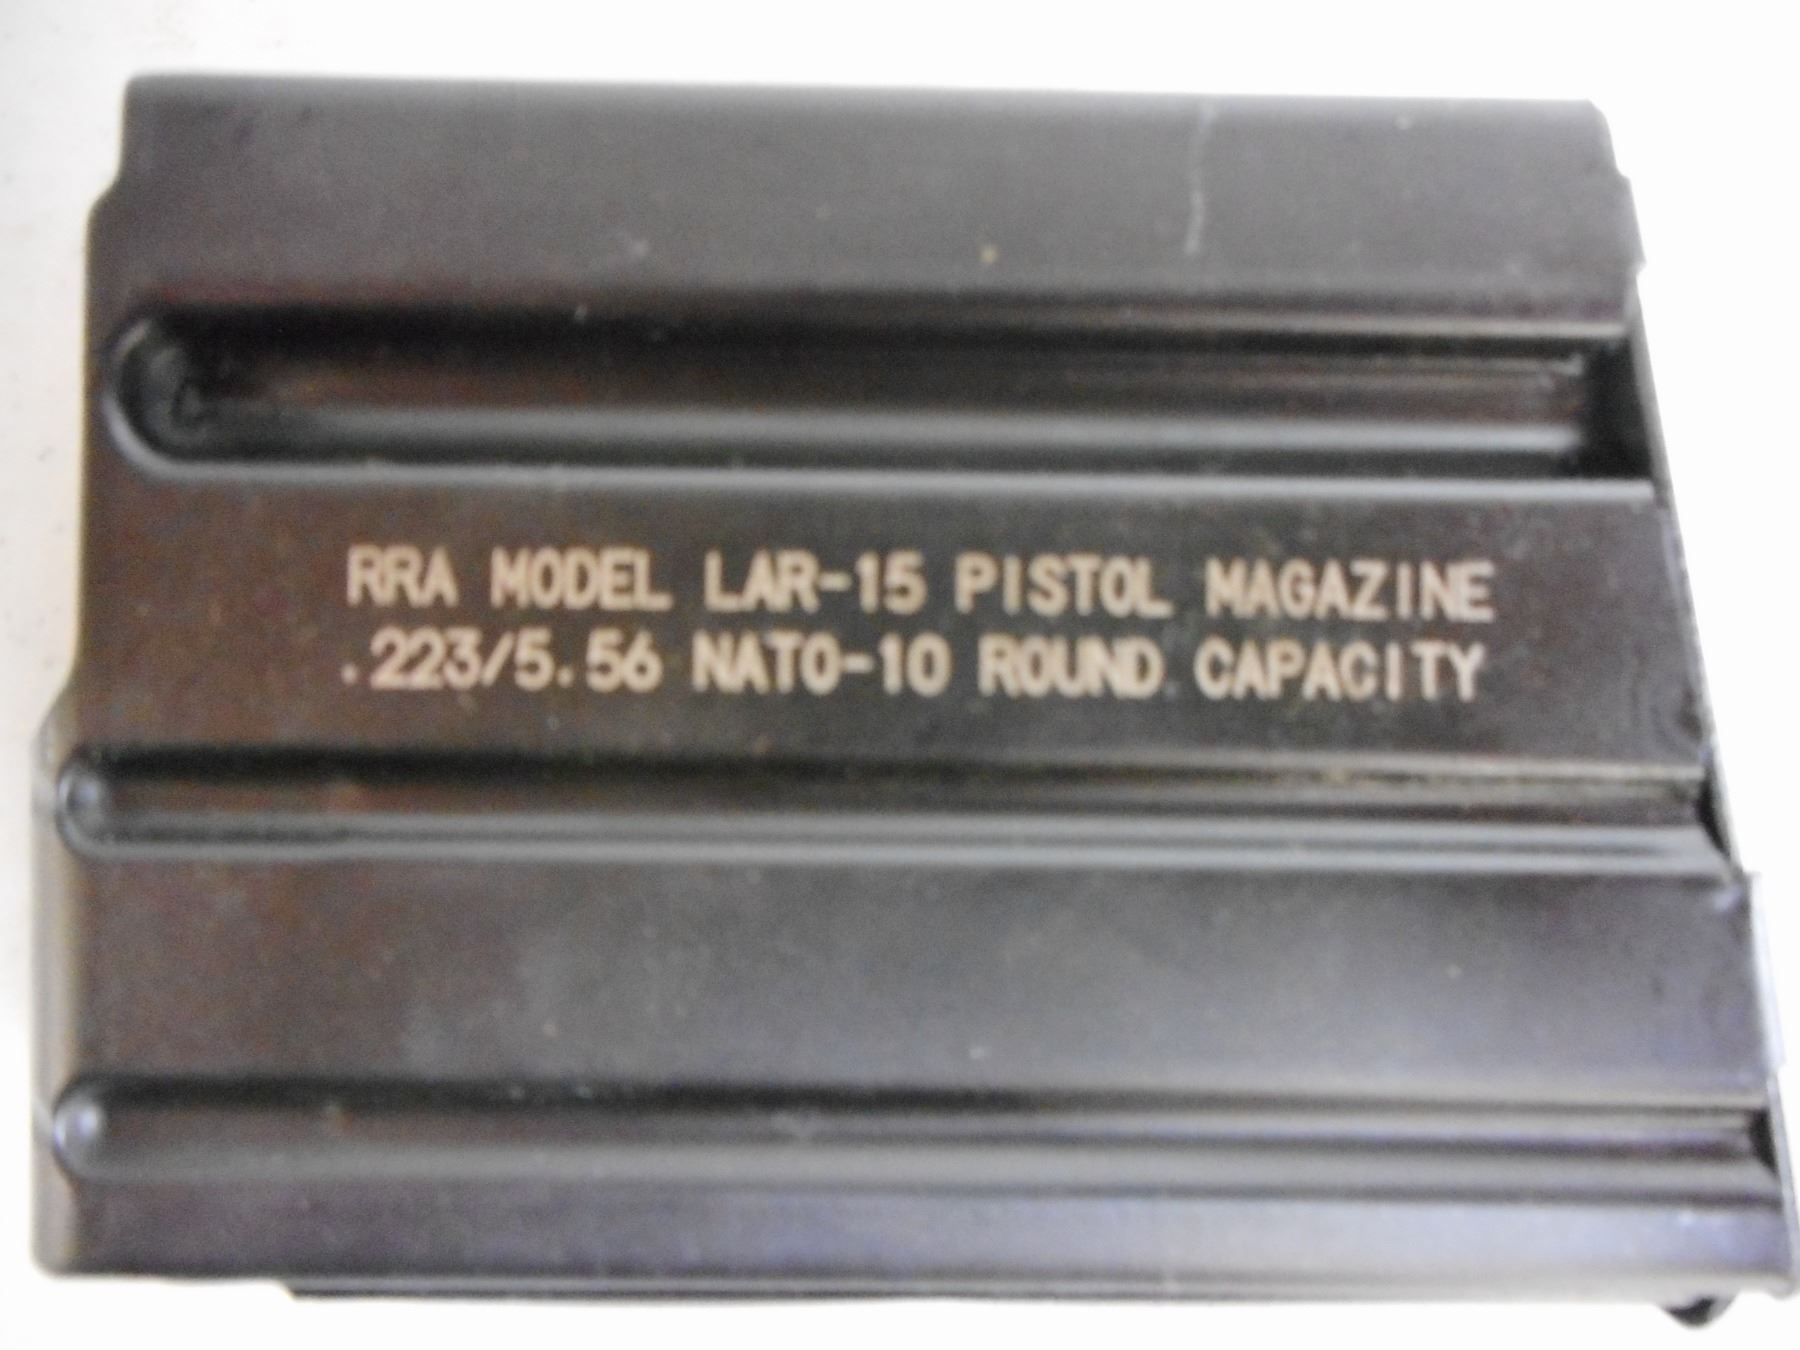 RRA MODEL LAR-15 PISTOL MAGAZINE
.223/5.56 NATO-10 ROUND CAPACITY